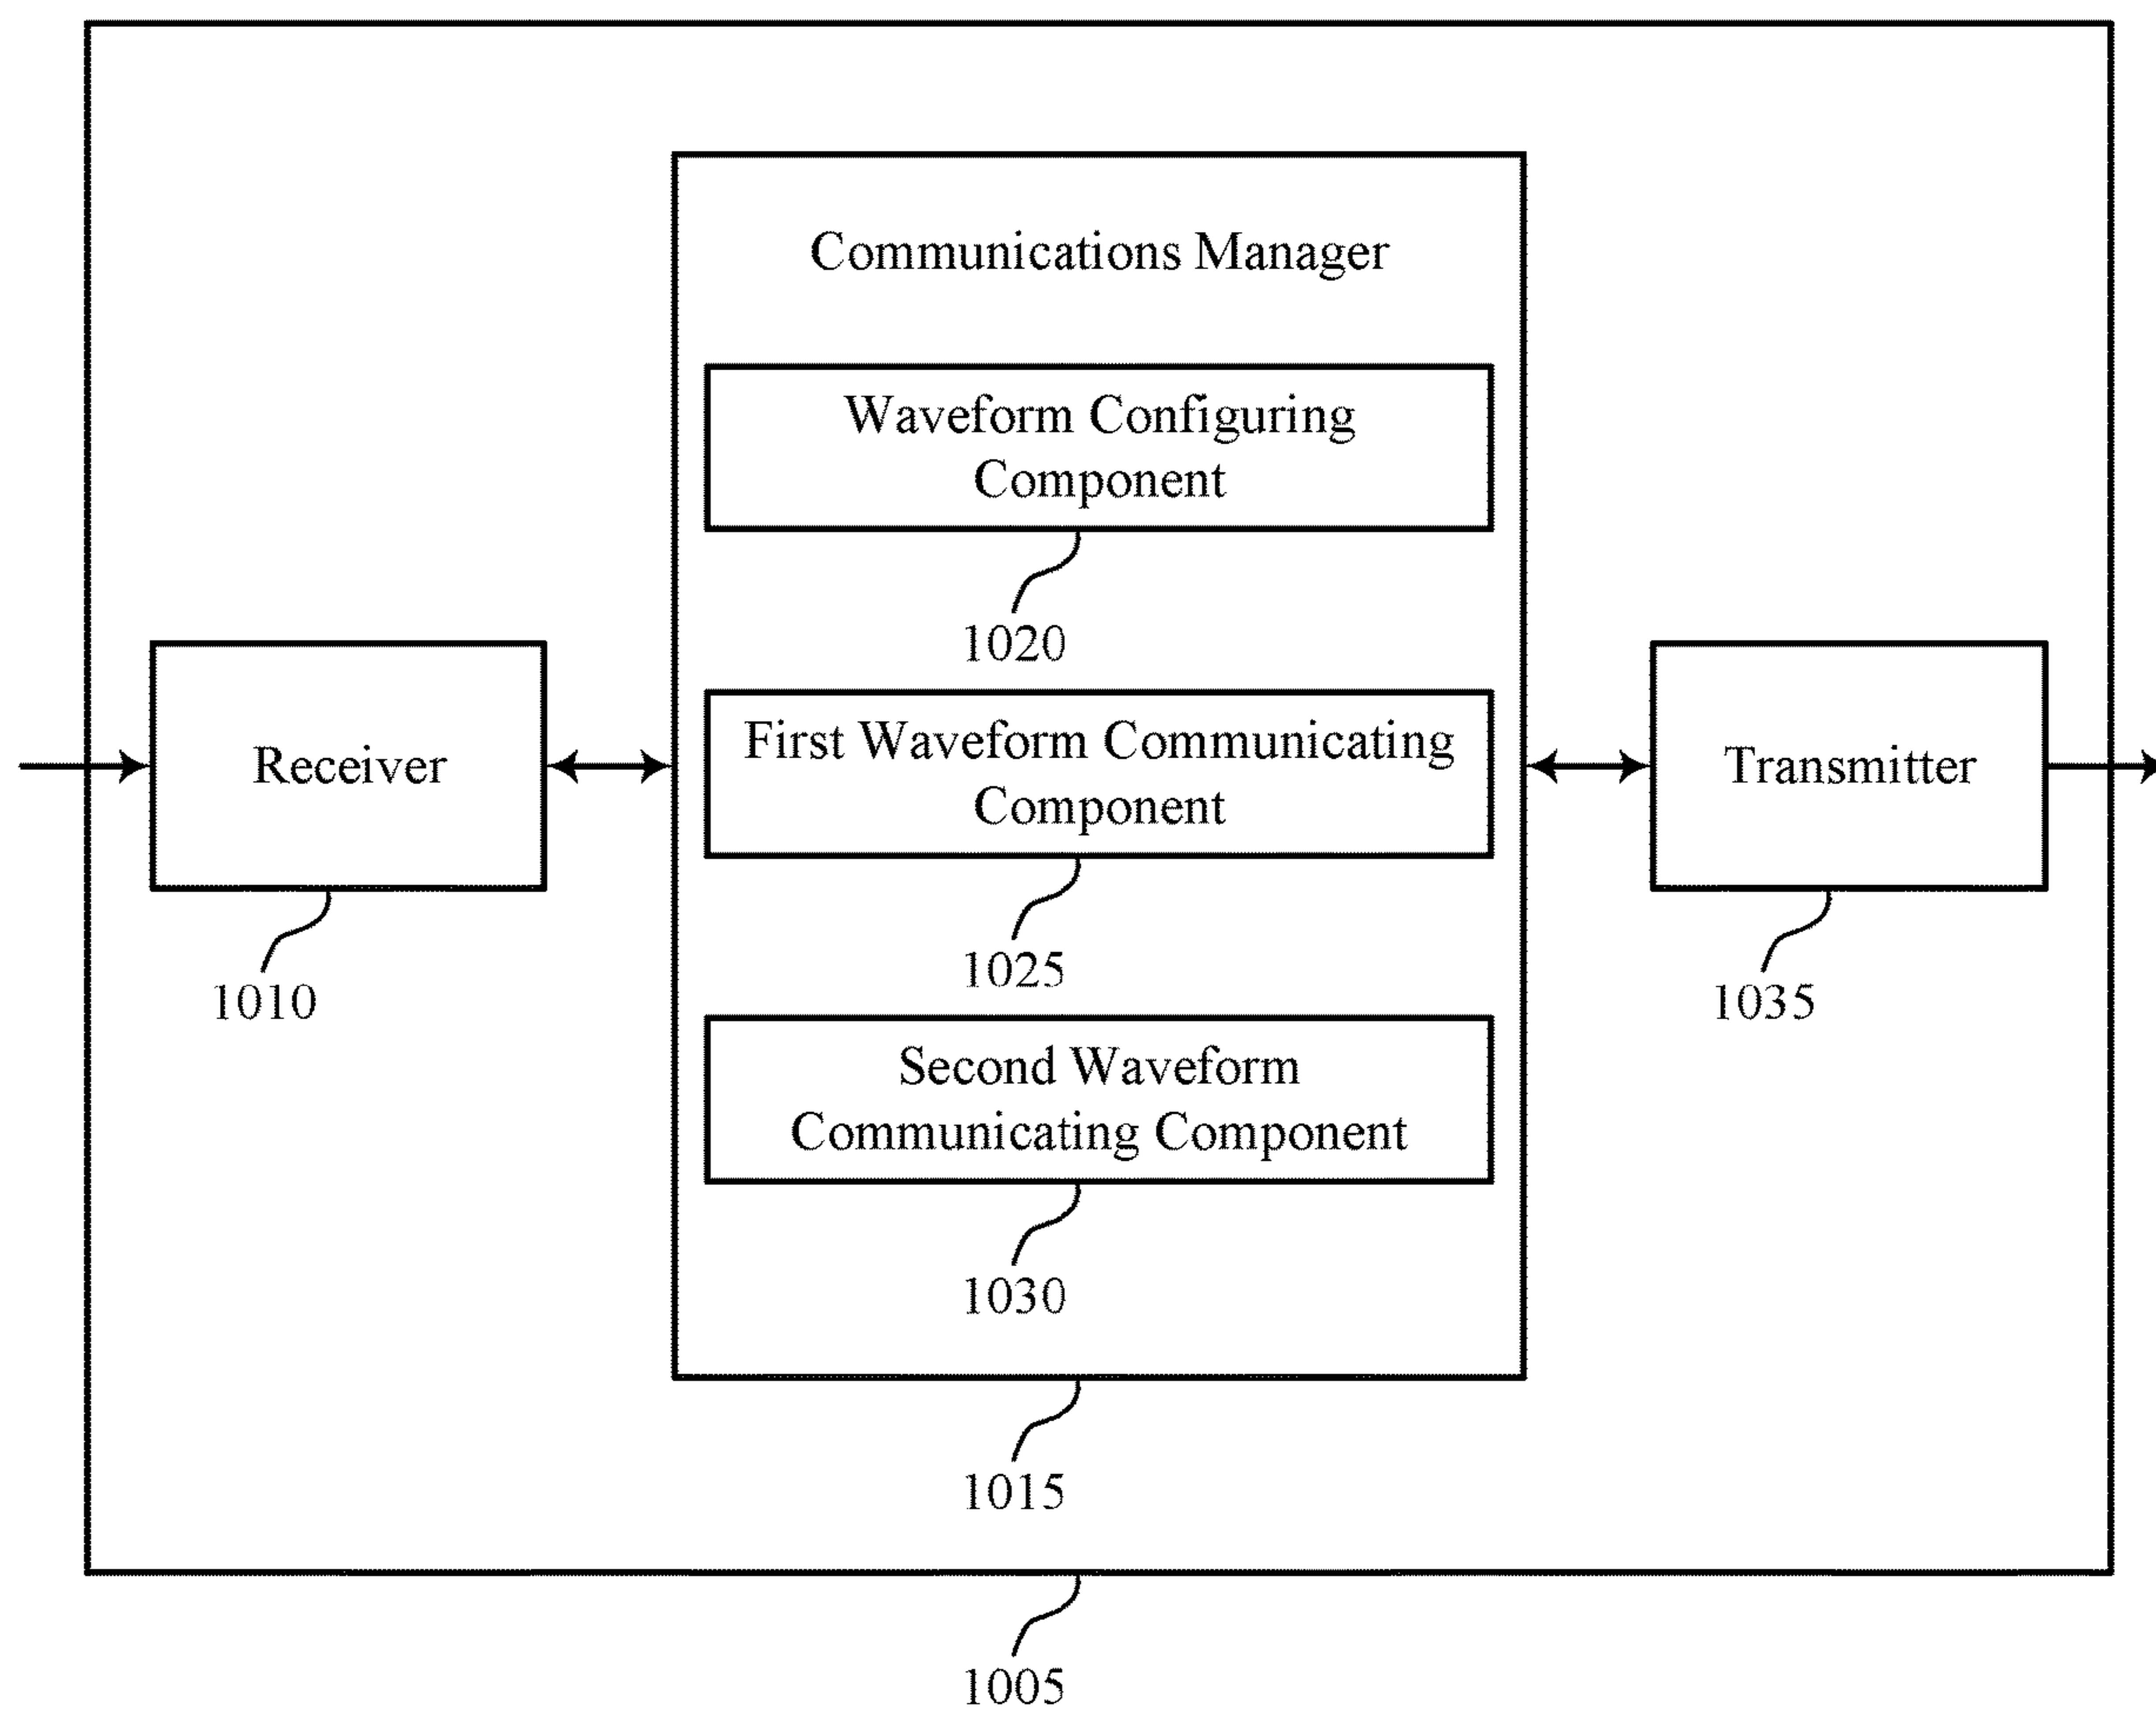 Communications Manager
Waveform Configuring
Component
1020
Receiver
1010
First Waveform Communicating
Component
1025
Transmitter
1035
Second Waveform
Communicating Component
1030
1015
1005